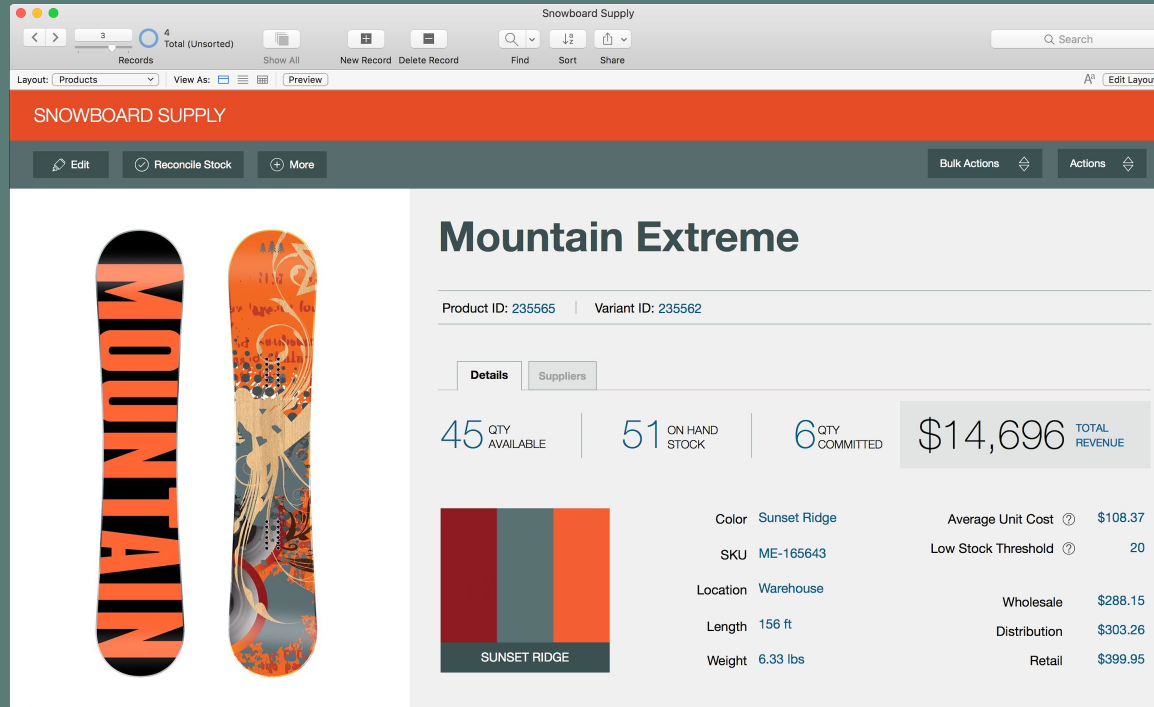 Snowboard Supply
3
4
Total (Unsorted)
Records
Show All
New Record
Delete Record
Find
Sort
Share
Search
Layout:
Products
View As:
Preview
Edit Layou
SNOWBOARD SUPPLY
Edit
Reconcile Stock
More
Bulk Actions
Actions
MOUNTAIN
Mountain Extreme
Product ID: 235565
Variant ID: 235562
Details
Suppliers
45 QTY
AVAILABLE
51 ON HAND
STOCK
6 QTY
COMMITTED
$14,696 TOTAL
REVENUE
SUNSET RIDGE
Color Sunset Ridge
SKU ME-165643
Location Warehouse
Length 156 ft
Weight 6.33 lbs
Average Unit Cost ? $108.37
Low Stock Threshold ? 20
Wholesale $288.15
Distribution $303.26
Retail $399.95